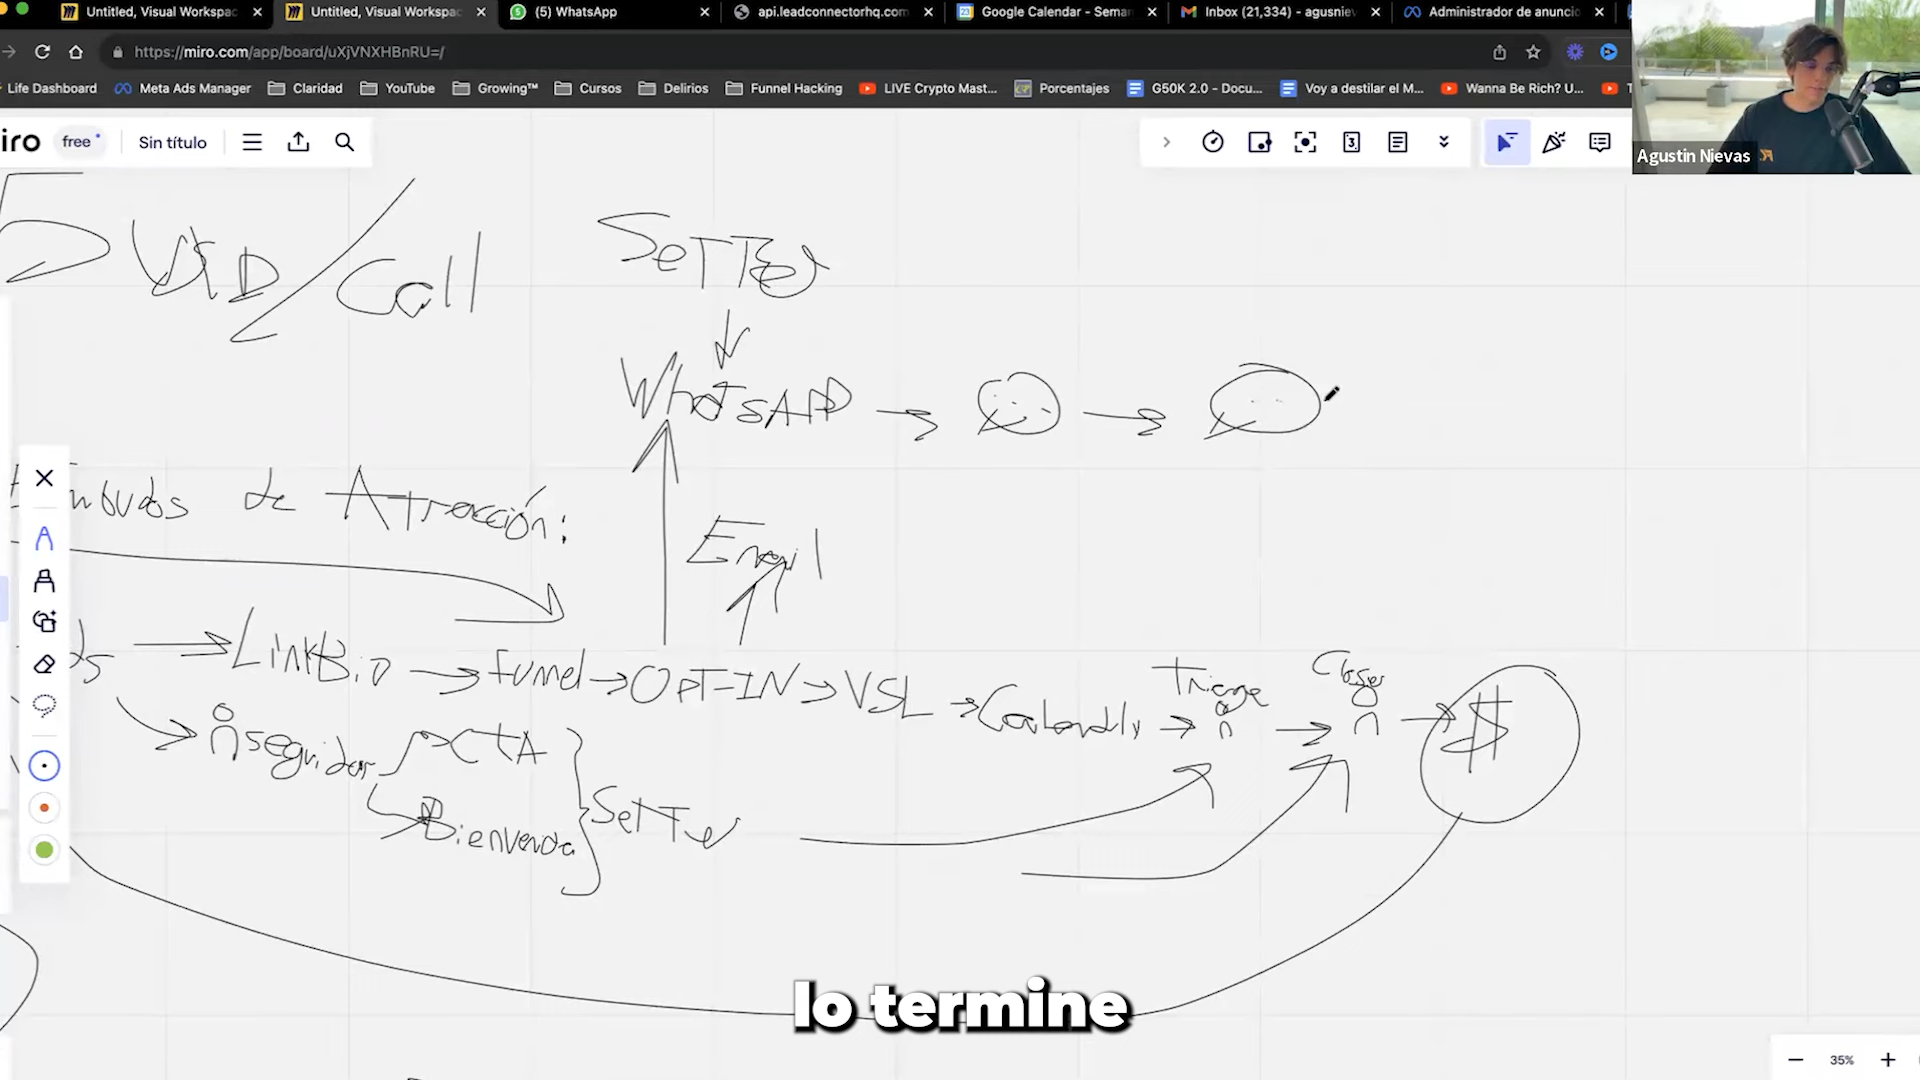 Untitled, Visual Workspac
Untitled, Visual Workspac
(5) WhatsApp
api.leadconnectorhq.com
Google Calendar - Seman
Inbox (21,334) - agusniev
Administrador de anuncio
https://miro.com/app/board/uXjVNXHBnRU=/
Life Dashboard
Meta Ads Manager
Claridad
YouTube
Growing™
Cursos
Delirios
Funnel Hacking
LIVE Crypto Mast...
Porcentajes
G50K 2.0 - Docu...
Voy a destilar el M...
Wanna Be Rich? U...
iro
free
Sin título
Agustin Nievas
5 VSD/Call
SETTER
WhatsAPP
Embudos de Atracción:
Email
ds
LinkBio
Funnel
OPT-IN
VSL
Calendly
Triage
Closer
$
seguidor
CTA
Bienvenida
SetTer
lo termine
35%